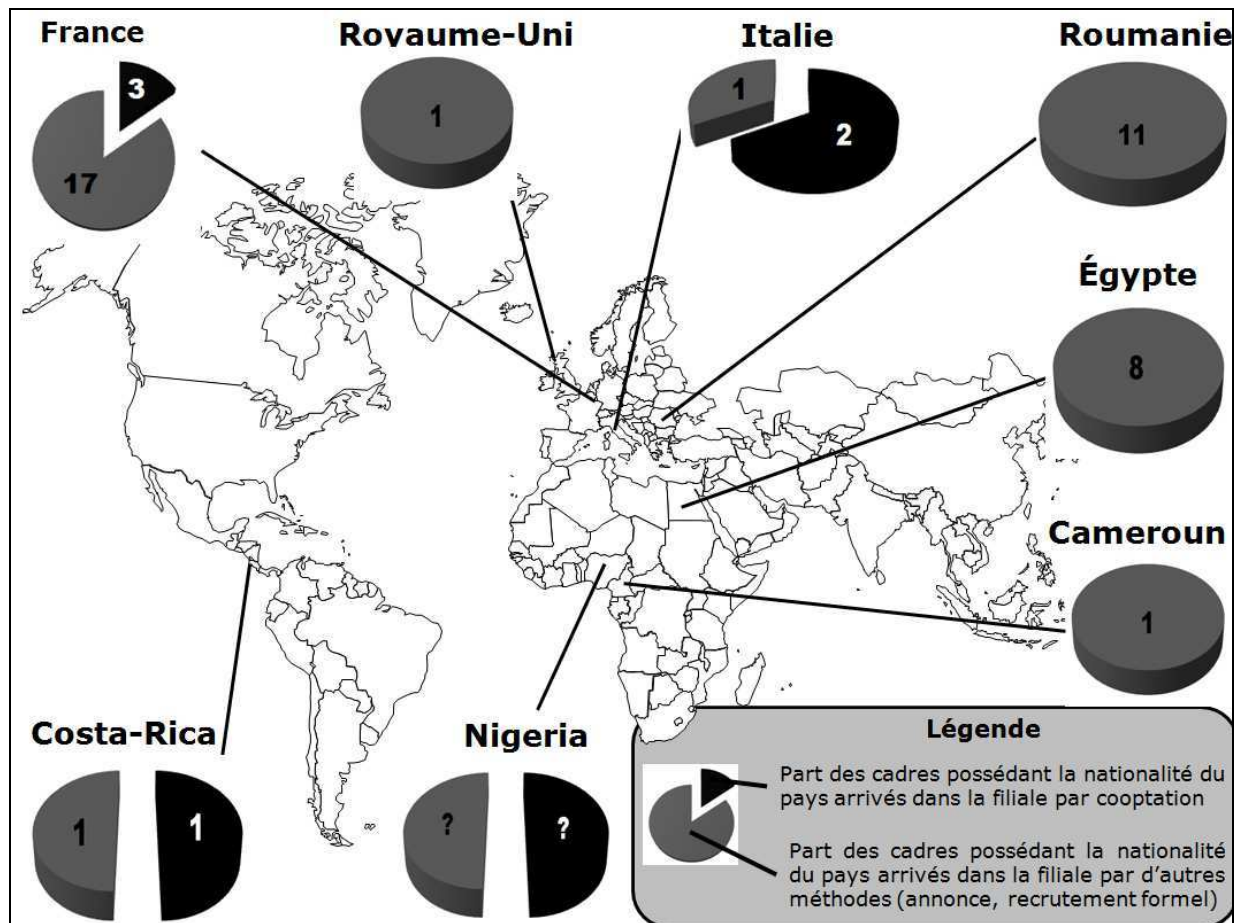 France
Royaume-Uni
Italie
Roumanie
3
17
1
1
2
11
Égypte
8
Cameroun
1
Costa-Rica
1
1
Nigeria
?
?
Légende
Part des cadres possédant la nationalité du
pays arrivés dans la filiale par cooptation
Part des cadres possédant la nationalité
du pays arrivés dans la filiale par d'autres
méthodes (annonce, recrutement formel)